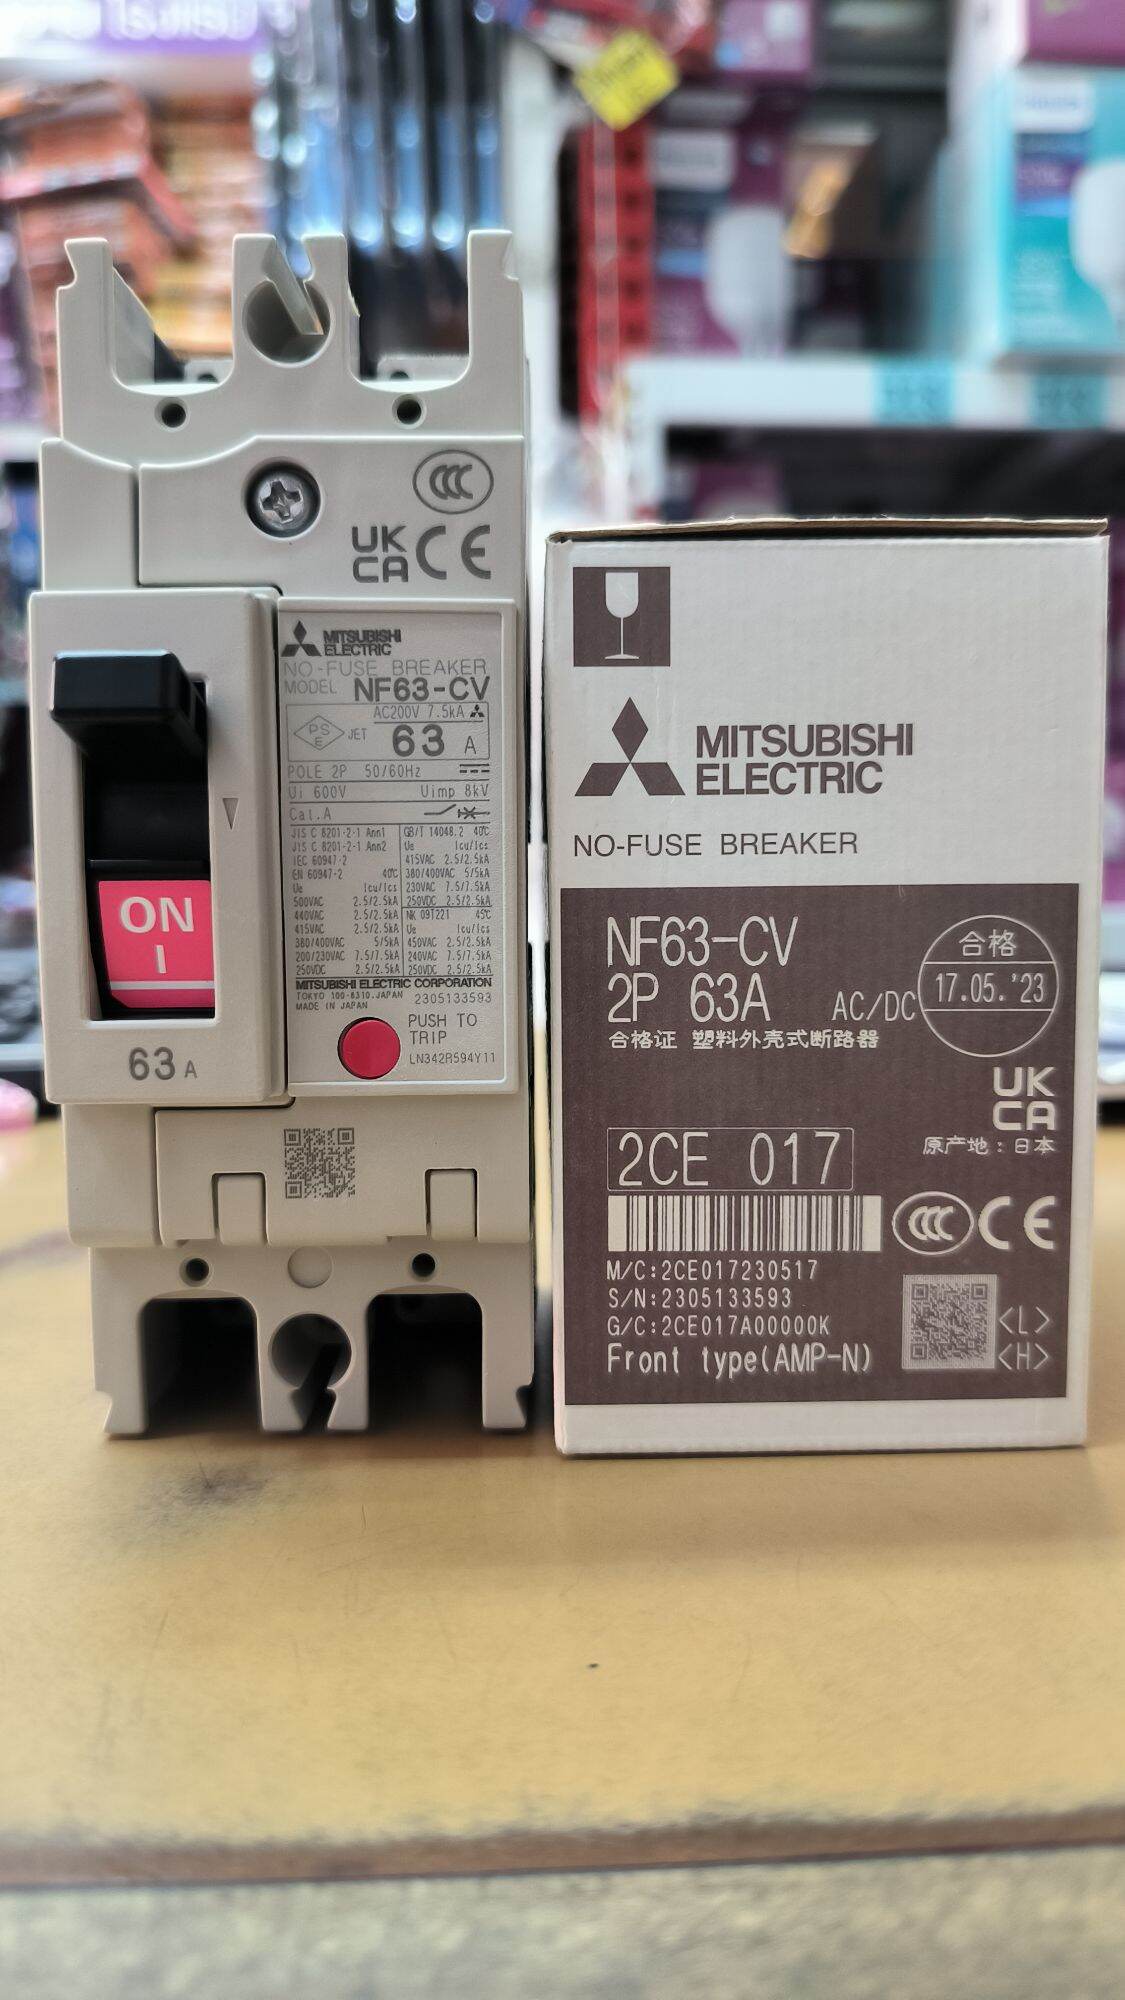 UK
CA CE
MITSUBISHI
ELECTRIC
NO-FUSE BREAKER
MODEL NF63-CV
AC200V 7.5kA
PS
E JET 63 A
POLE 2P 50/60Hz
Ui 600V Uimp 8kV
Cat.A
JIS C 8201-2-1 Ann1
JIS C 8201-2-1 Ann2
IEC 60947-2
EN 60947-2 40℃
Ue Icu/Ics
500VAC 2.5/2.5kA
440VAC 2.5/2.5kA
415VAC 2.5/2.5kA
380/400VAC 5/5kA
200/230VAC 7.5/7.5kA
250VDC 2.5/2.5kA
GB/T 14048.2 40℃
Ue Icu/Ics
415VAC 2.5/2.5kA
380/400VAC 5/5kA
230VAC 7.5/7.5kA
250VDC 2.5/2.5kA
NK 09T221 45℃
Ue Icu/Ics
450VAC 2.5/2.5kA
240VAC 7.5/7.5kA
250VDC 2.5/2.5kA
MITSUBISHI ELECTRIC CORPORATION
TOKYO 100-8310,JAPAN 2305133593
MADE IN JAPAN
ON
I
63 A
PUSH TO
TRIP
LN342R594Y11
MITSUBISHI
ELECTRIC
NO-FUSE BREAKER
NF63-CV
2P 63A AC/DC
合格
17.05.'23
合格证 塑料外壳式断路器
UK
CA
原产地:日本
2CE 017
CCC CE
M/C:2CE017230517
S/N:2305133593
G/C:2CE017A00000K
Front type(AMP-N)
<L>
<H>